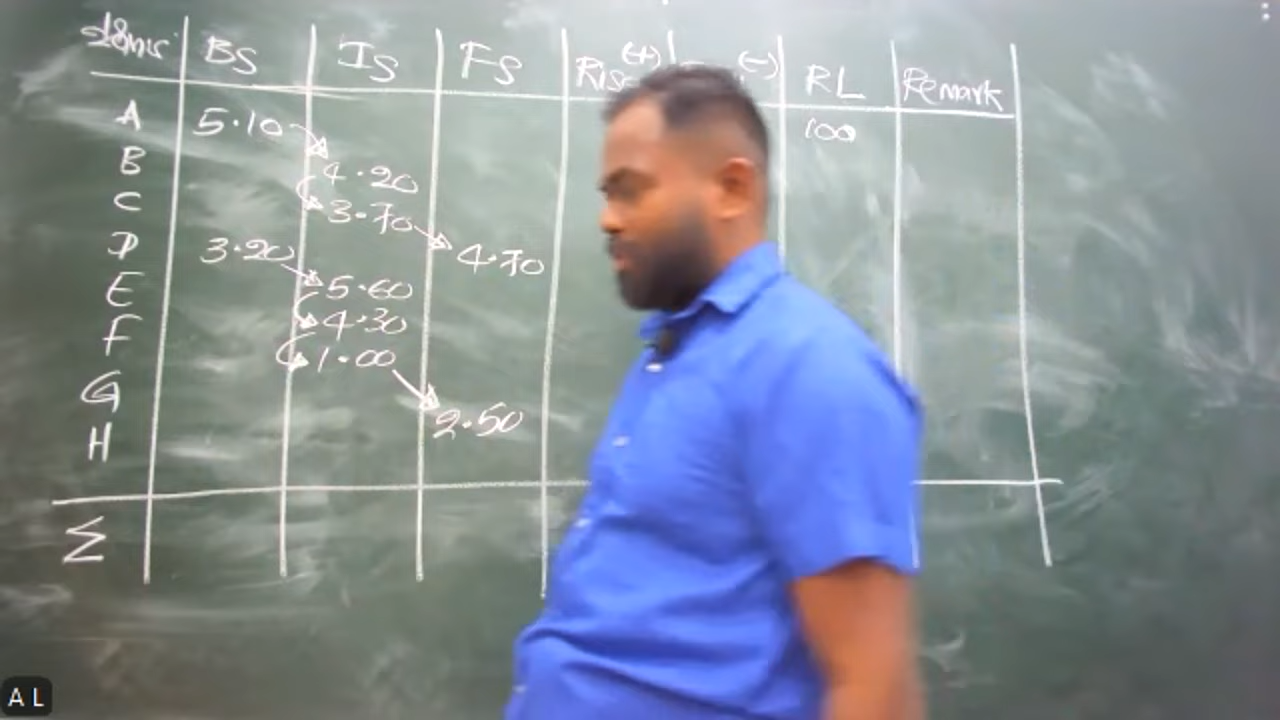 BS IS FS Ris (+) (-) RL Remark
A 5.10 100
B 4.20
C 3.70
D 3.20 4.70
E 5.60
F 4.30
1.00
G 2.50
H
Σ
A L